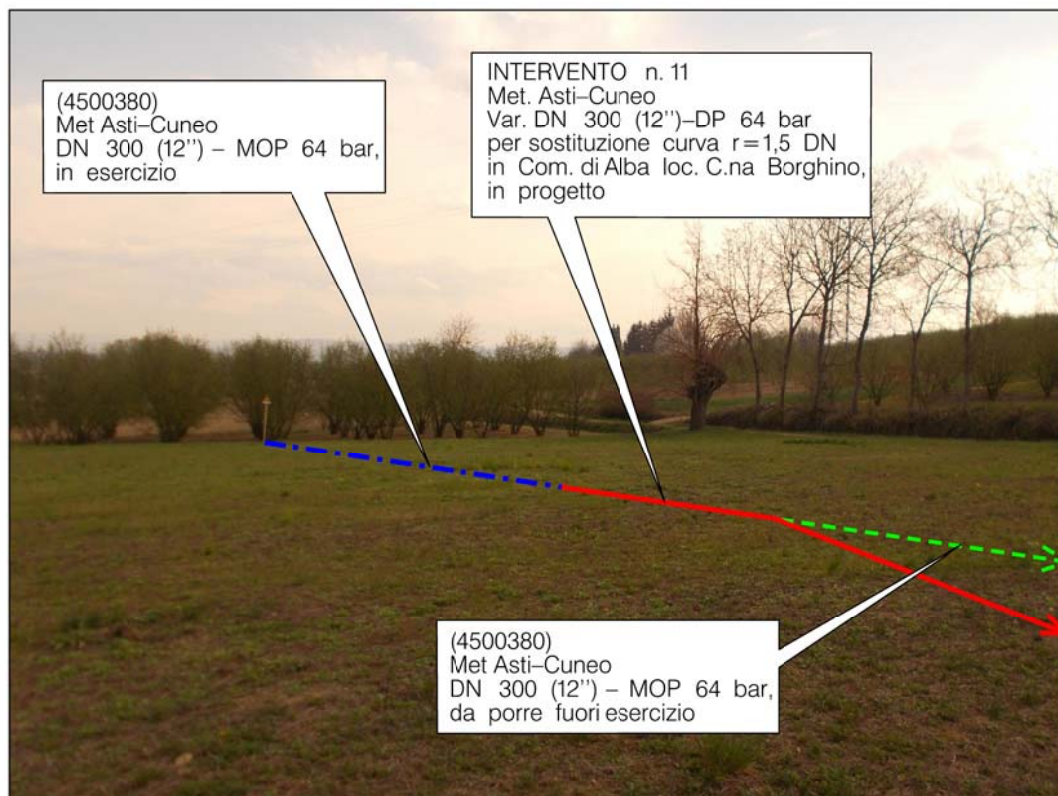 (4500380)
Met Asti–Cuneo
DN 300 (12'') – MOP 64 bar,
in esercizio
INTERVENTO n. 11
Met. Asti–Cuneo
Var. DN 300 (12'')–DP 64 bar
per sostituzione curva r=1,5 DN
in Com. di Alba loc. C.na Borghino,
in progetto
(4500380)
Met Asti–Cuneo
DN 300 (12'') – MOP 64 bar,
da porre fuori esercizio